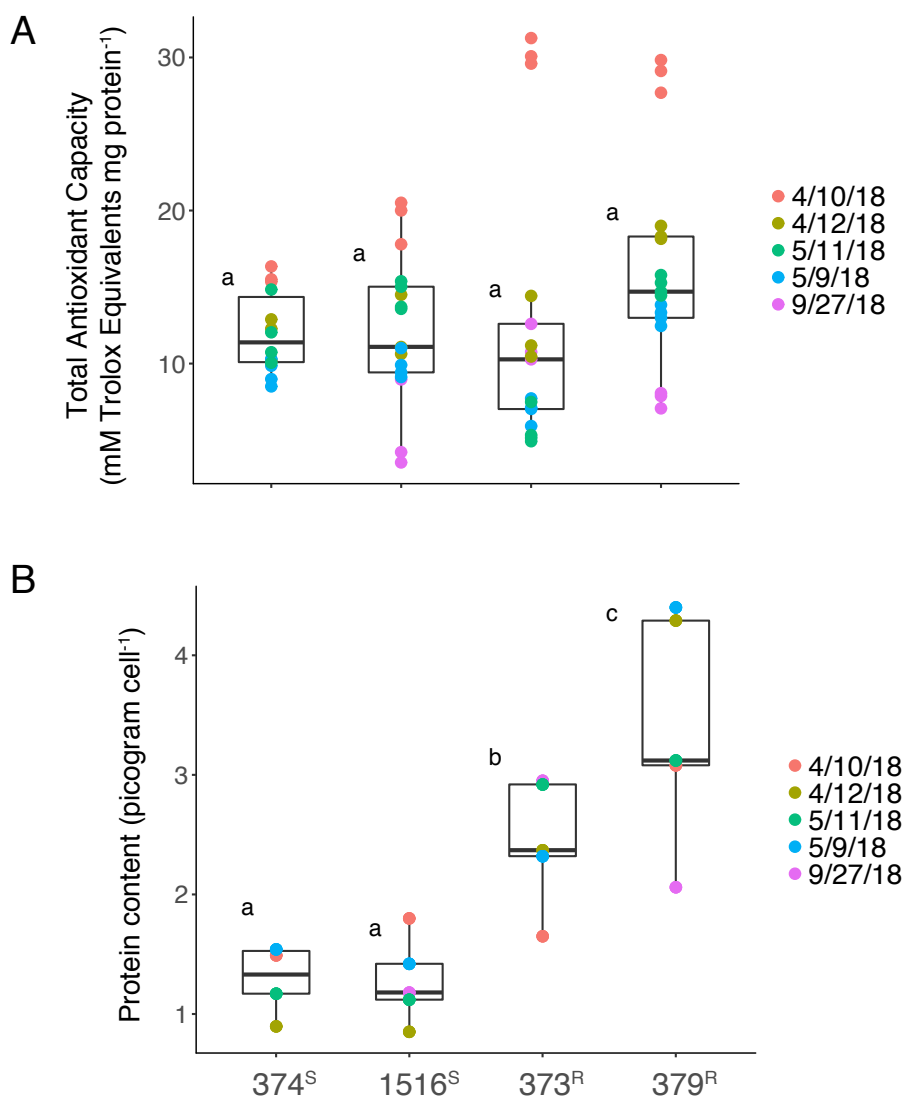 A
Total Antioxidant Capacity
(mM Trolox Equivalents mg protein⁻¹)
30
20
10
a
a
a
a
4/10/18
4/12/18
5/11/18
5/9/18
9/27/18
B
Protein content (picogram cell⁻¹)
4
3
2
1
a
a
b
c
4/10/18
4/12/18
5/11/18
5/9/18
9/27/18
374ˢ
1516ˢ
373ᴿ
379ᴿ